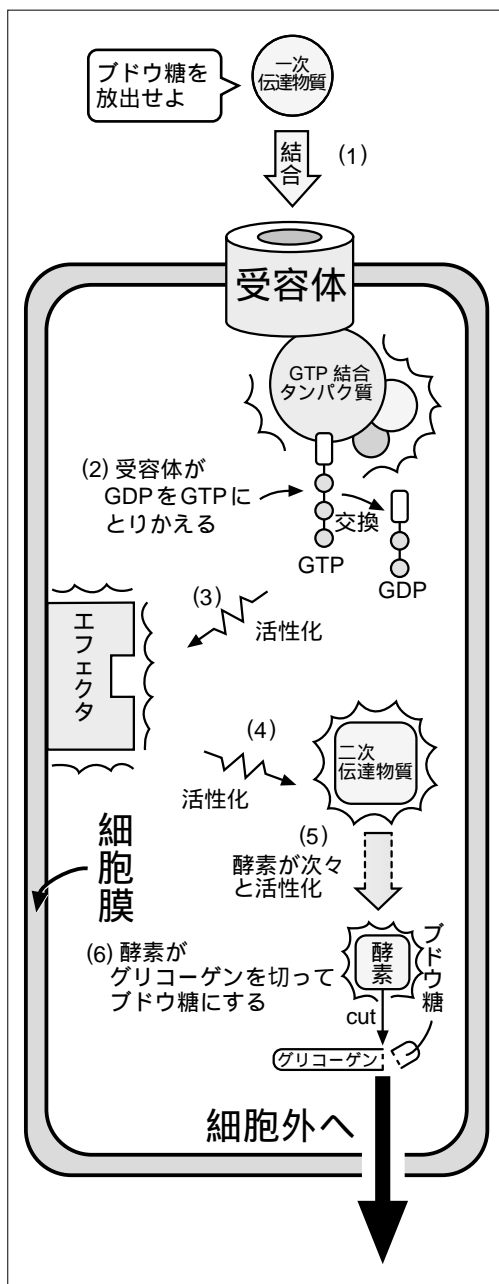 ブドウ糖を
放出せよ
一次
伝達物質
結合
(1)
受容体
GTP 結合
タンパク質
(2) 受容体が
GDPをGTPに
とりかえる
交換
GTP
GDP
(3)
活性化
エフェクタ
(4)
活性化
二次
伝達物質
(5)
酵素が次々
と活性化
細胞膜
(6) 酵素が
グリコーゲンを切って
ブドウ糖にする
酵素
ブドウ糖
cut
グリコーゲン
細胞外へ